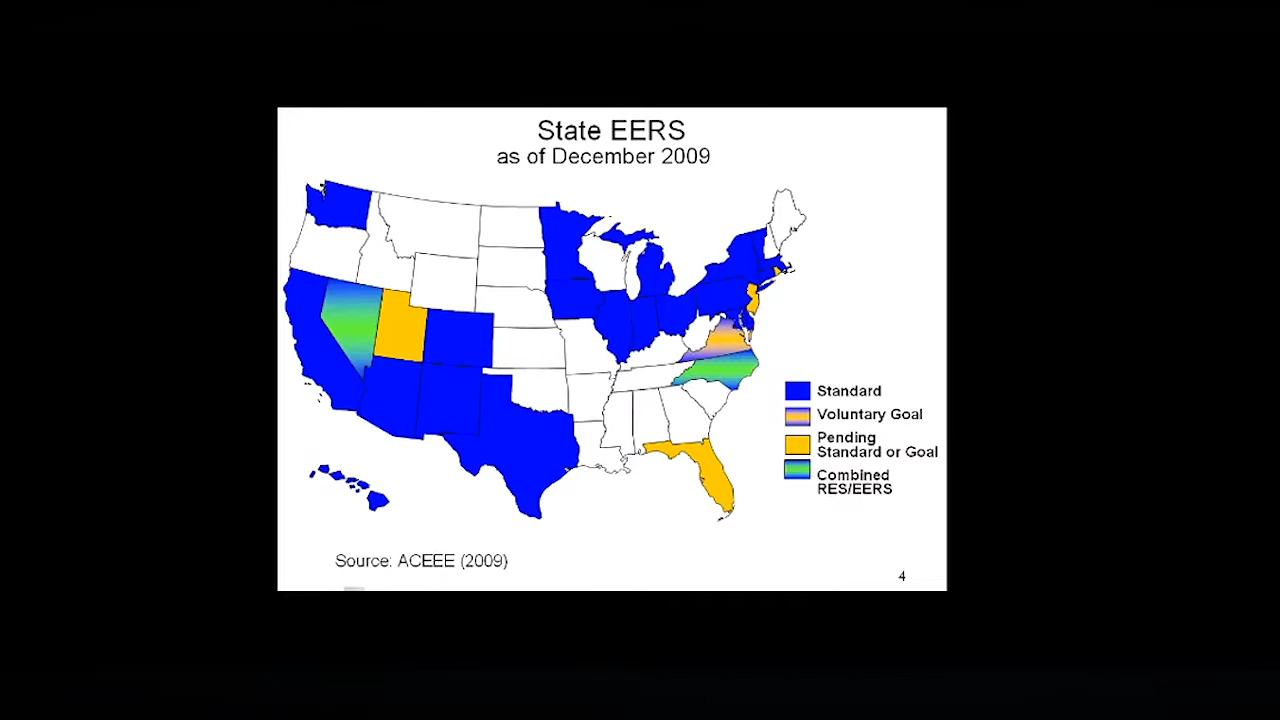 State EERS
as of December 2009
Standard
Voluntary Goal
Pending
Standard or Goal
Combined
RES/EERS
Source: ACEEE (2009)
4